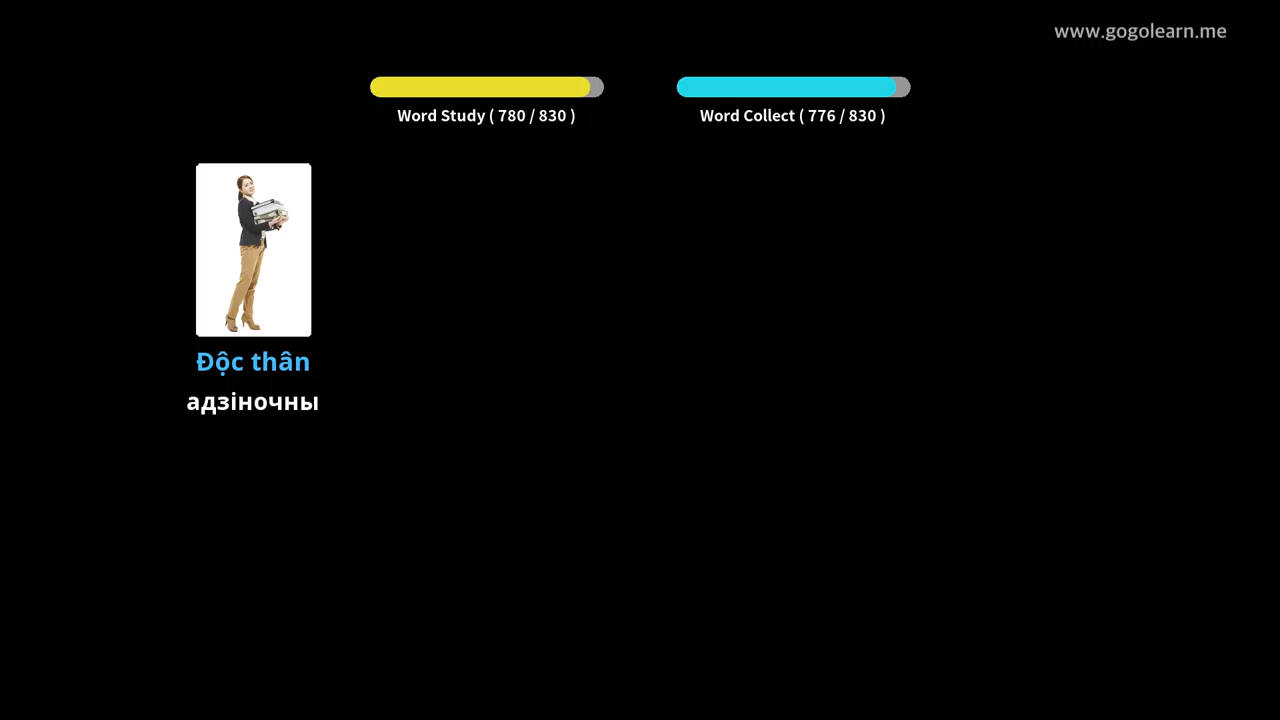 www.gogolearn.me
Word Study ( 780 / 830 )
Word Collect ( 776 / 830 )
Độc thân
адзіночны